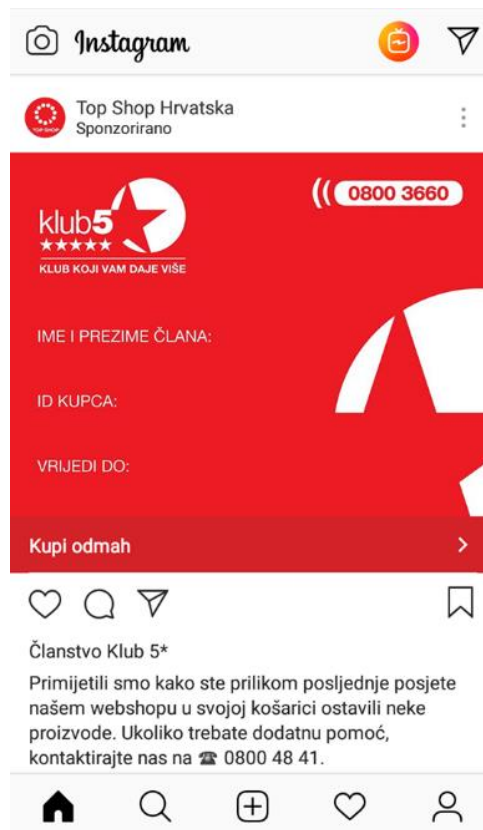 Instagram
Top Shop Hrvatska
Sponzorirano
TOP SHOP
0800 3660
klub5
KLUB KOJI VAM DAJE VIŠE
IME I PREZIME ČLANA:
ID KUPCA:
VRIJEDI DO:
Kupi odmah
Članstvo Klub 5*
Primijetili smo kako ste prilikom posljednje posjete
našem webshopu u svojoj košarici ostavili neke
proizvode. Ukoliko trebate dodatnu pomoć,
kontaktirajte nas na ☎ 0800 48 41.